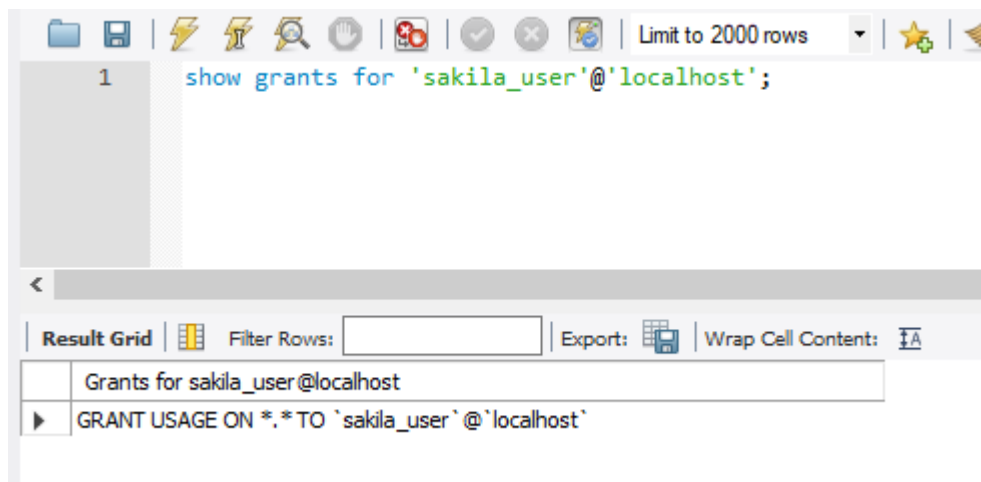 Limit to 2000 rows
1 show grants for 'sakila_user'@'localhost';
Result Grid Filter Rows: Export: Wrap Cell Content: IA
Grants for sakila_user@localhost
GRANT USAGE ON *.* TO `sakila_user`@`localhost`